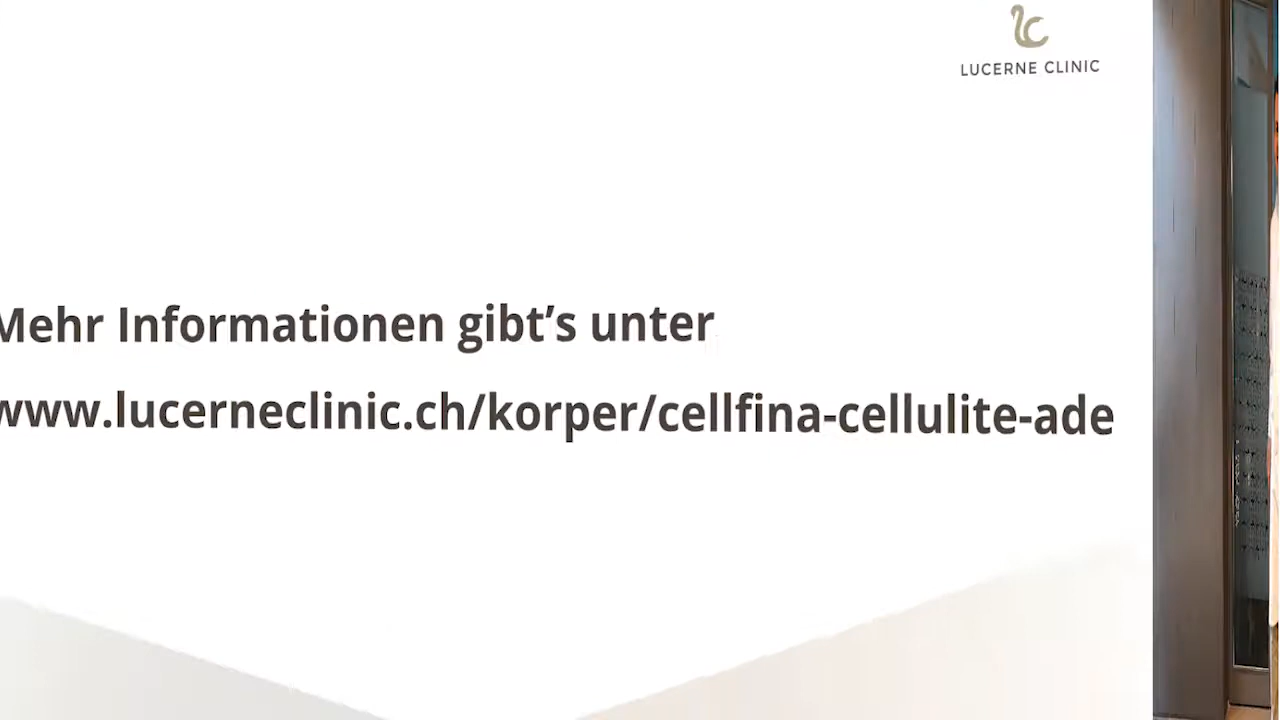 LUCERNE CLINIC
Mehr Informationen gibt’s unter
www.lucerneclinic.ch/korper/cellfina-cellulite-ade